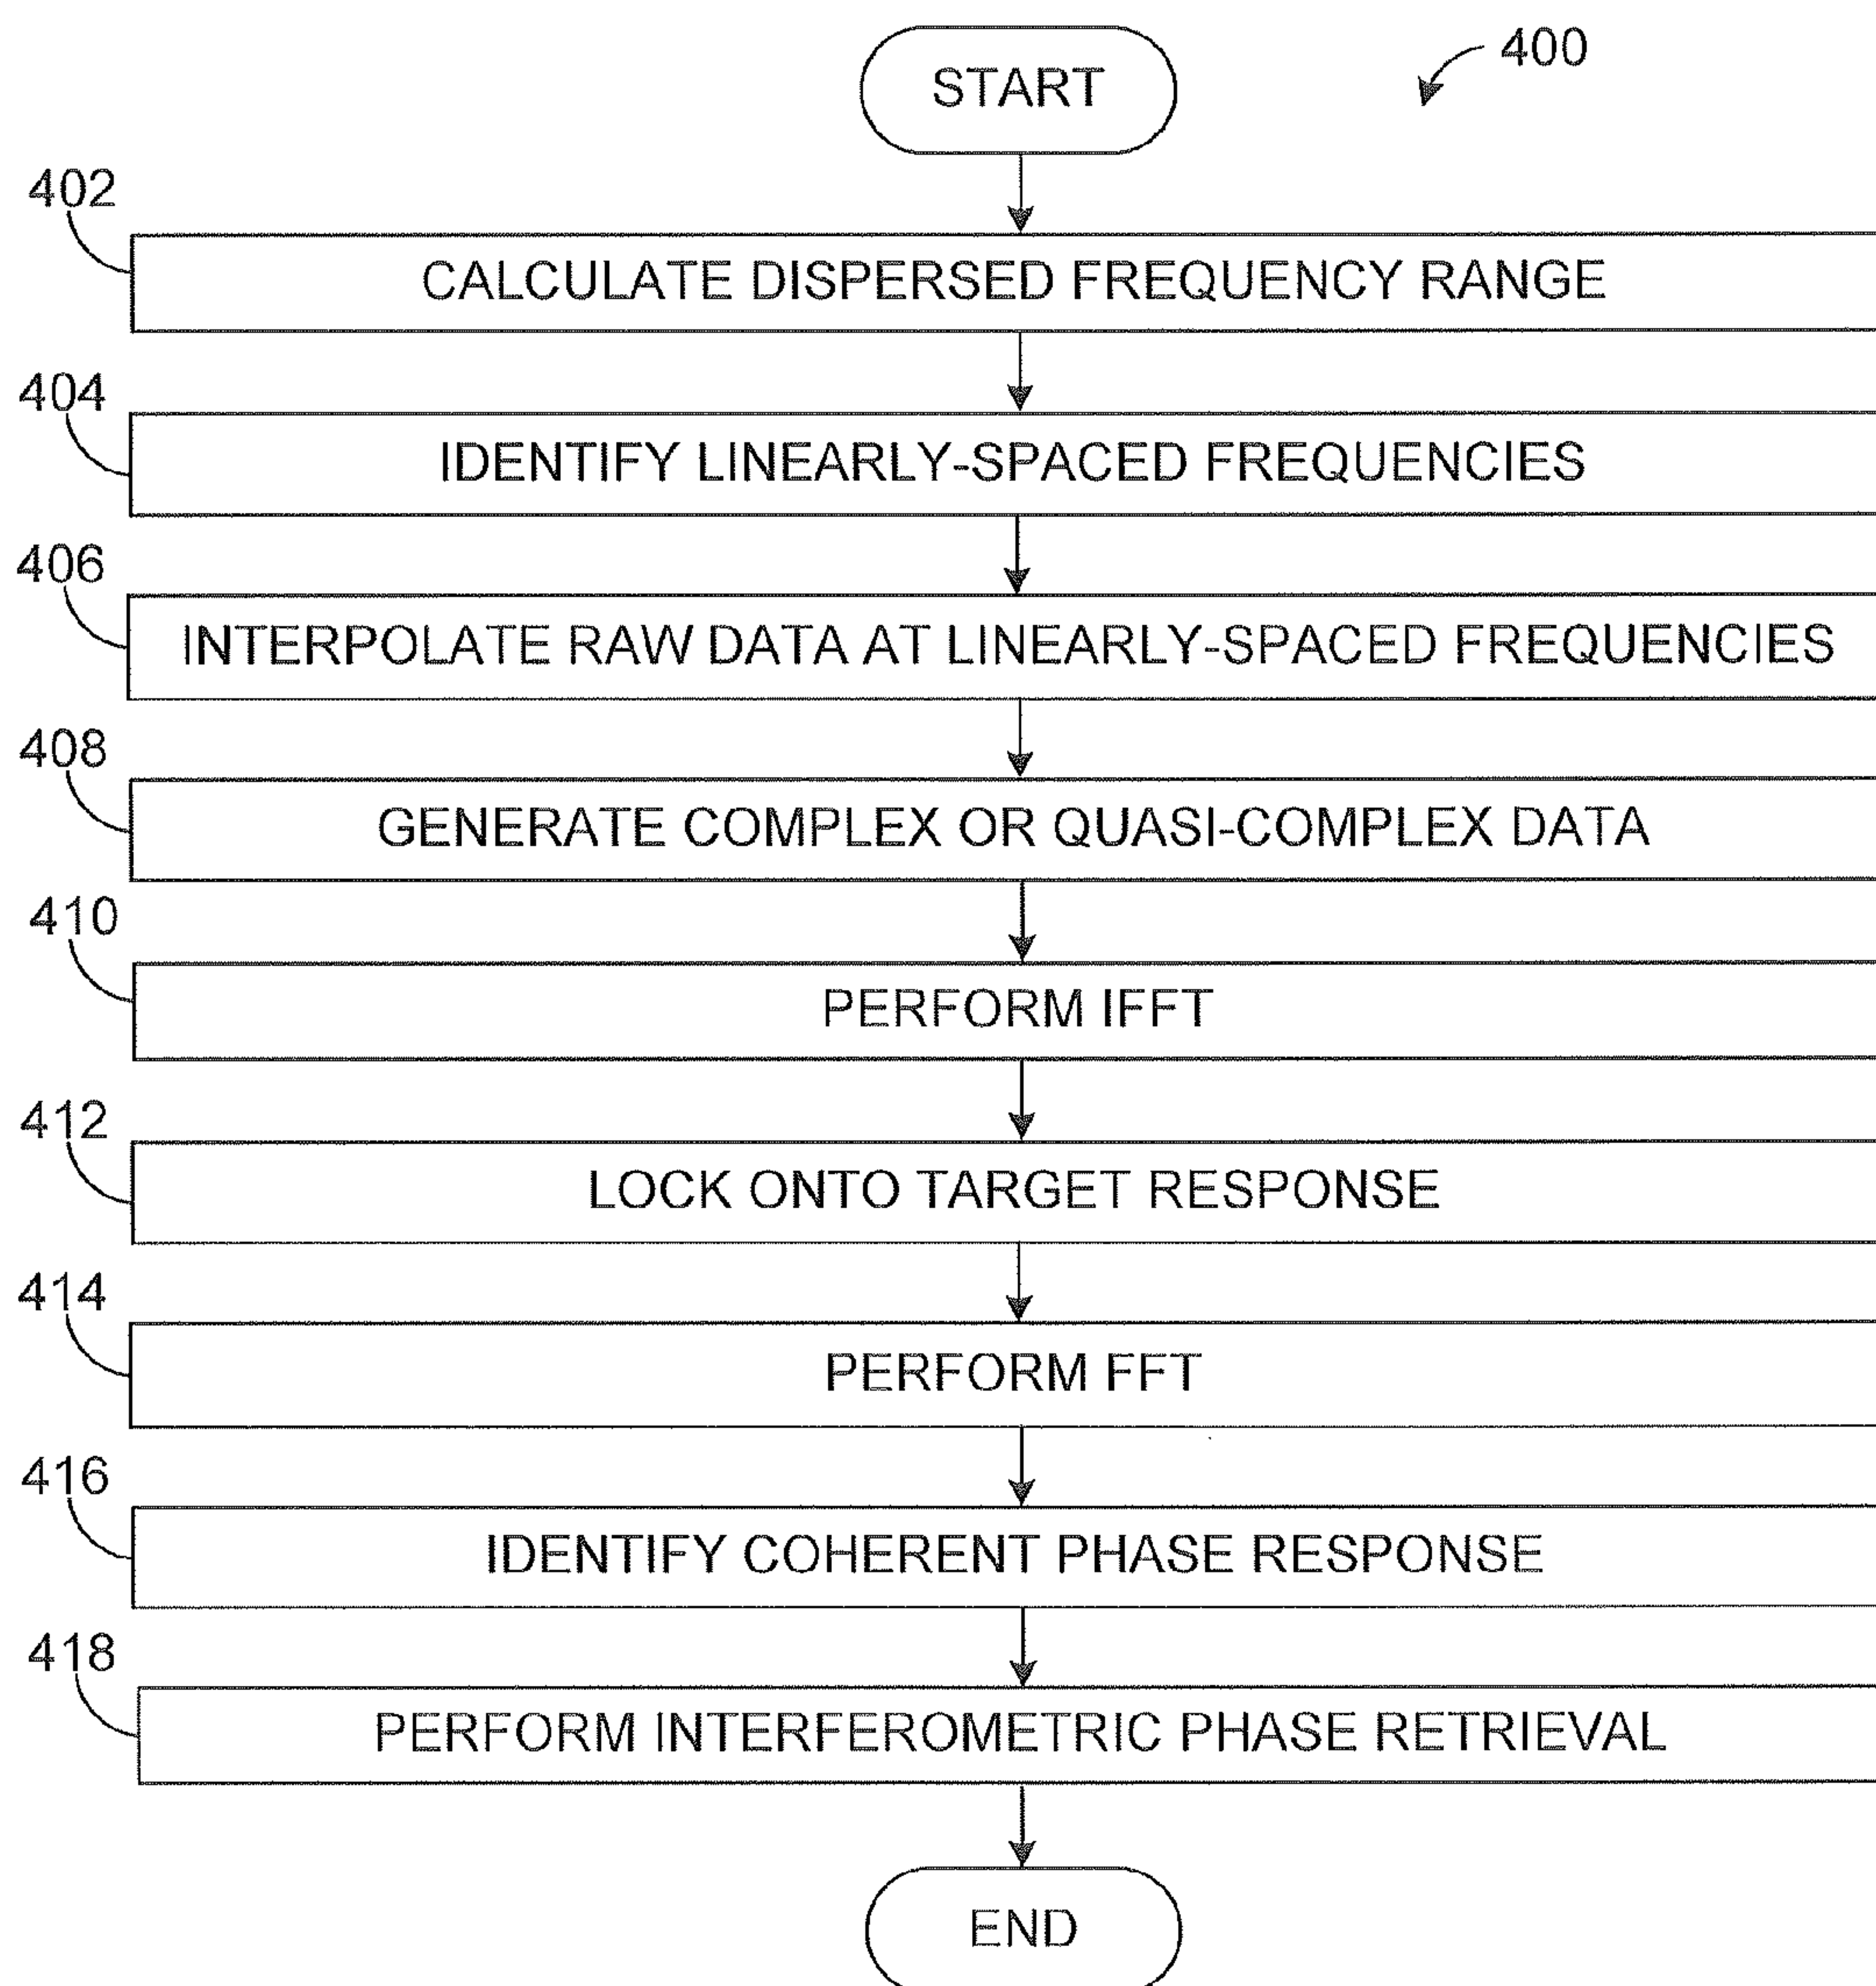 START
400
402
CALCULATE DISPERSED FREQUENCY RANGE
404
IDENTIFY LINEARLY-SPACED FREQUENCIES
406
INTERPOLATE RAW DATA AT LINEARLY-SPACED FREQUENCIES
408
GENERATE COMPLEX OR QUASI-COMPLEX DATA
410
PERFORM IFFT
412
LOCK ONTO TARGET RESPONSE
414
PERFORM FFT
416
IDENTIFY COHERENT PHASE RESPONSE
418
PERFORM INTERFEROMETRIC PHASE RETRIEVAL
END